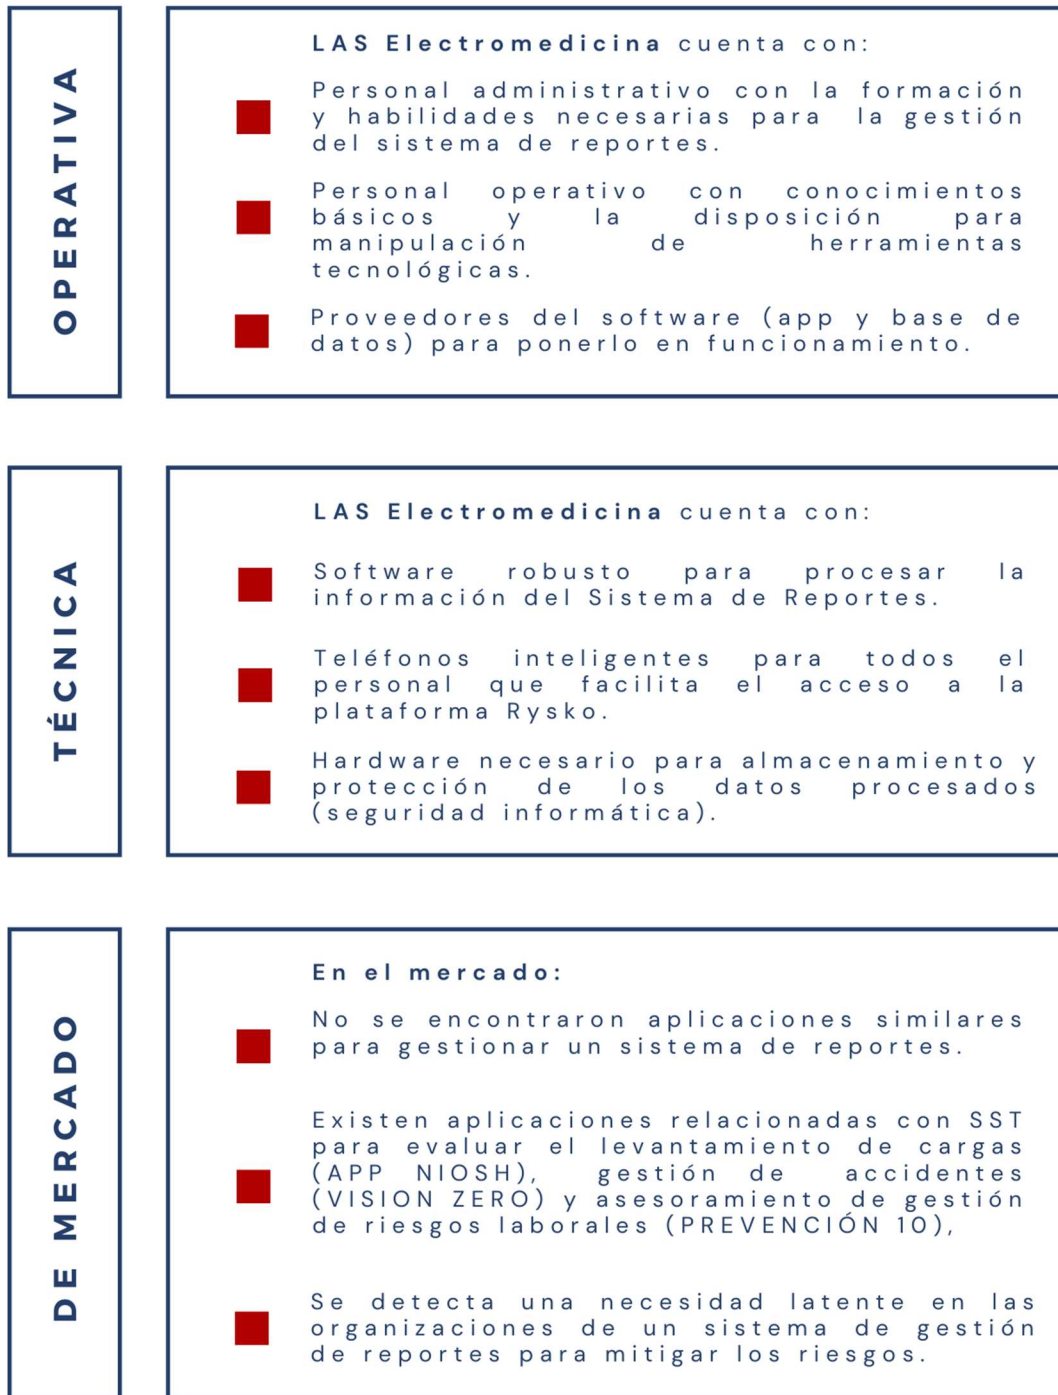 OPERATIVA
LAS Electromedicina cuenta con:
Personal administrativo con la formación
y habilidades necesarias para la gestión
del sistema de reportes.
Personal operativo con conocimientos
básicos y la disposición para
manipulación de herramientas
tecnológicas.
Proveedores del software (app y base de
datos) para ponerlo en funcionamiento.
TÉCNICA
LAS Electromedicina cuenta con:
Software robusto para procesar la
información del Sistema de Reportes.
Teléfonos inteligentes para todos el
personal que facilita el acceso a la
plataforma Rysko.
Hardware necesario para almacenamiento y
protección de los datos procesados
(seguridad informática).
DE MERCADO
En el mercado:
No se encontraron aplicaciones similares
para gestionar un sistema de reportes.
Existen aplicaciones relacionadas con SST
para evaluar el levantamiento de cargas
(APP NIOSH), gestión de accidentes
(VISION ZERO) y asesoramiento de gestión
de riesgos laborales (PREVENCIÓN 10),
Se detecta una necesidad latente en las
organizaciones de un sistema de gestión
de reportes para mitigar los riesgos.